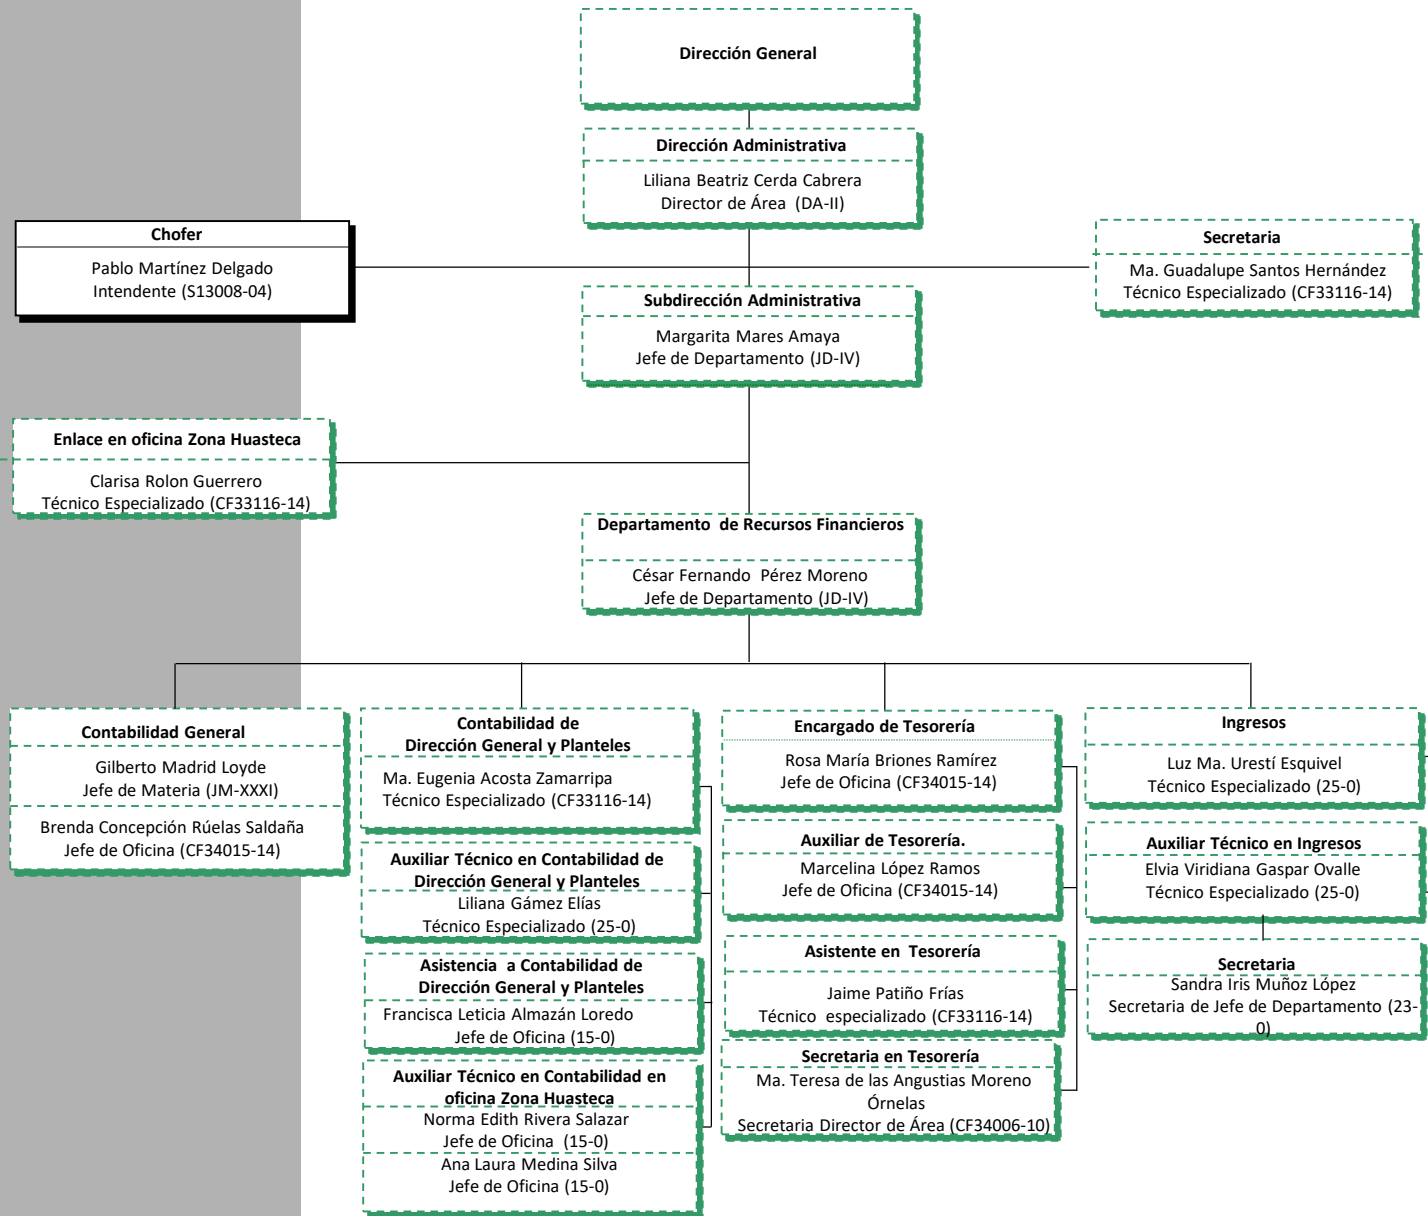 Dirección General
Dirección Administrativa
Liliana Beatriz Cerda Cabrera
Director de Área (DA-II)
Chofer
Pablo Martínez Delgado
Intendente (S13008-04)
Secretaria
Ma. Guadalupe Santos Hernández
Técnico Especializado (CF33116-14)
Subdirección Administrativa
Margarita Mares Amaya
Jefe de Departamento (JD-IV)
Enlace en oficina Zona Huasteca
Clarisa Rolon Guerrero
Técnico Especializado (CF33116-14)
Departamento de Recursos Financieros
César Fernando Pérez Moreno
Jefe de Departamento (JD-IV)
Contabilidad General
Gilberto Madrid Loyde
Jefe de Materia (JM-XXXI)
Brenda Concepción Rúelas Saldaña
Jefe de Oficina (CF34015-14)
Contabilidad de
Dirección General y Planteles
Ma. Eugenia Acosta Zamarripa
Técnico Especializado (CF33116-14)
Auxiliar Técnico en Contabilidad de
Dirección General y Planteles
Liliana Gámez Elías
Técnico Especializado (25-0)
Asistencia a Contabilidad de
Dirección General y Planteles
Francisca Leticia Almazán Loredo
Jefe de Oficina (15-0)
Auxiliar Técnico en Contabilidad en
oficina Zona Huasteca
Norma Edith Rivera Salazar
Jefe de Oficina (15-0)
Ana Laura Medina Silva
Jefe de Oficina (15-0)
Encargado de Tesorería
Rosa María Briones Ramírez
Jefe de Oficina (CF34015-14)
Auxiliar de Tesorería.
Marcelina López Ramos
Jefe de Oficina (CF34015-14)
Asistente en Tesorería
Jaime Patiño Frías
Técnico especializado (CF33116-14)
Secretaria en Tesorería
Ma. Teresa de las Angustias Moreno
Órnelas
Secretaria Director de Área (CF34006-10)
Ingresos
Luz Ma. Urestí Esquivel
Técnico Especializado (25-0)
Auxiliar Técnico en Ingresos
Elvia Viridiana Gaspar Ovalle
Técnico Especializado (25-0)
Secretaria
Sandra Iris Muñoz López
Secretaria de Jefe de Departamento (23-
0)